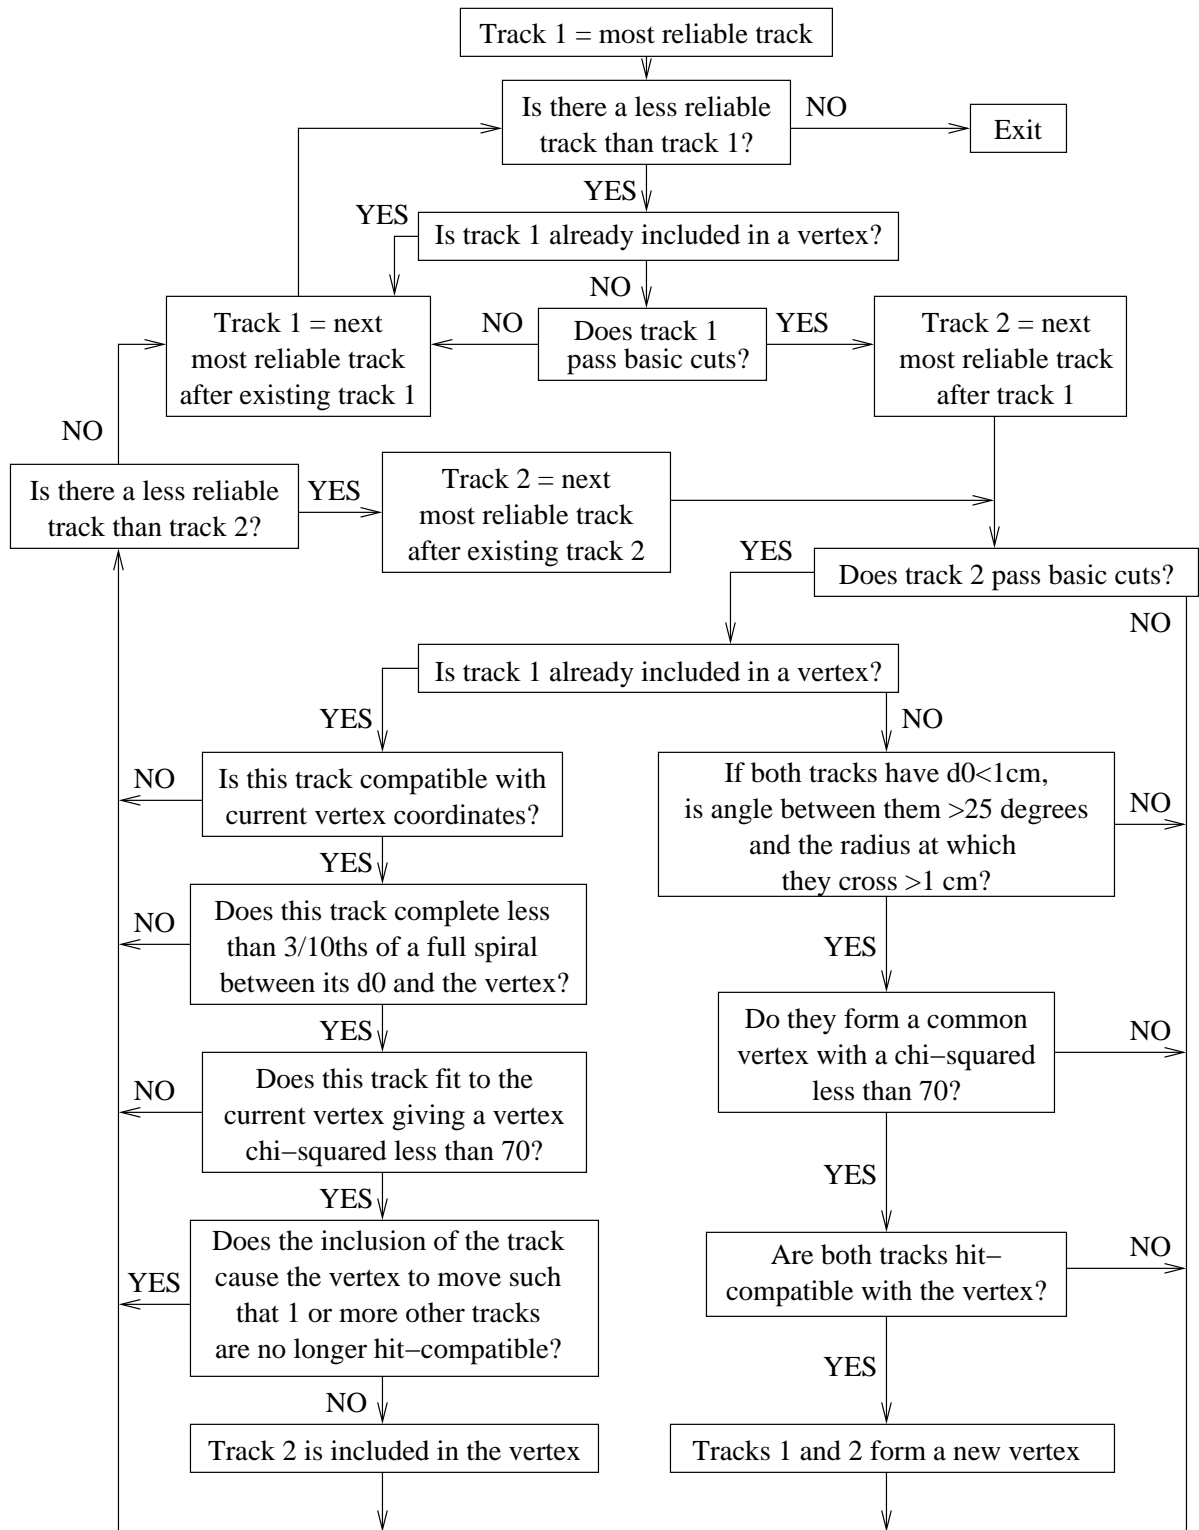 Track 1 = most reliable track
Is there a less reliable
track than track 1?
NO
Exit
YES
YES
Is track 1 already included in a vertex?
NO
Track 1 = next
most reliable track
after existing track 1
NO
Does track 1
pass basic cuts?
YES
Track 2 = next
most reliable track
after track 1
NO
Is there a less reliable
track than track 2?
YES
Track 2 = next
most reliable track
after existing track 2
YES
Does track 2 pass basic cuts?
NO
Is track 1 already included in a vertex?
YES
NO
NO
Is this track compatible with
current vertex coordinates?
If both tracks have d0<1cm,
is angle between them >25 degrees
and the radius at which
they cross >1 cm?
NO
YES
NO
Does this track complete less
than 3/10ths of a full spiral
between its d0 and the vertex?
YES
YES
Do they form a common
vertex with a chi−squared
less than 70?
NO
NO
Does this track fit to the
current vertex giving a vertex
chi−squared less than 70?
YES
YES
YES
Does the inclusion of the track
cause the vertex to move such
that 1 or more other tracks
are no longer hit−compatible?
Are both tracks hit−
compatible with the vertex?
NO
NO
YES
Track 2 is included in the vertex
Tracks 1 and 2 form a new vertex